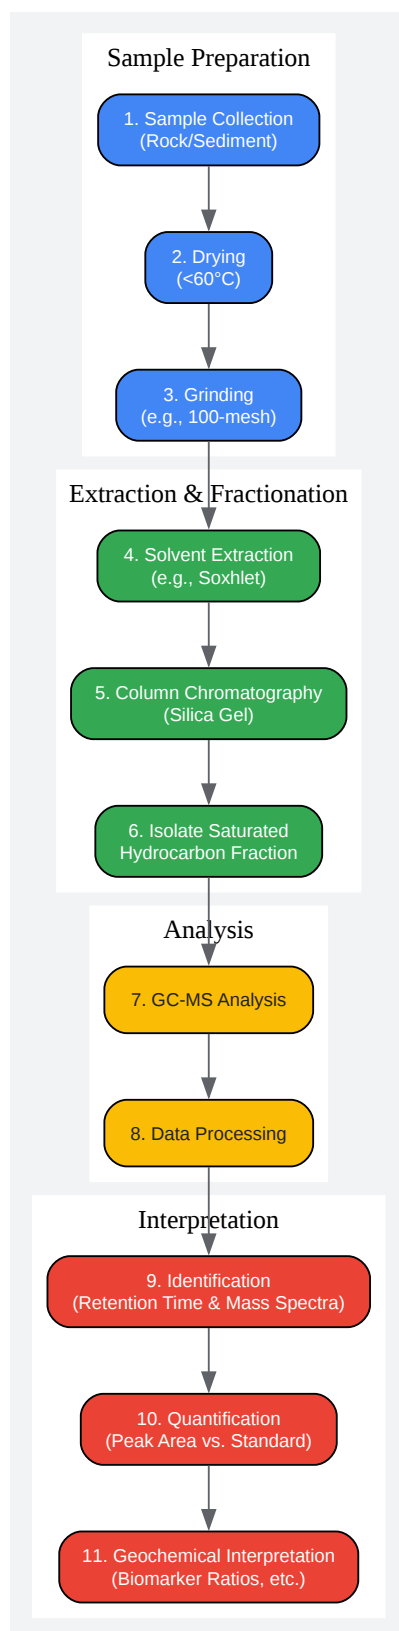 Sample Preparation
1. Sample Collection
(Rock/Sediment)
2. Drying
(<60°C)
3. Grinding
(e.g., 100-mesh)
Extraction & Fractionation
4. Solvent Extraction
(e.g., Soxhlet)
5. Column Chromatography
(Silica Gel)
6. Isolate Saturated
Hydrocarbon Fraction
Analysis
7. GC-MS Analysis
8. Data Processing
Interpretation
9. Identification
(Retention Time & Mass Spectra)
10. Quantification
(Peak Area vs. Standard)
11. Geochemical Interpretation
(Biomarker Ratios, etc.)